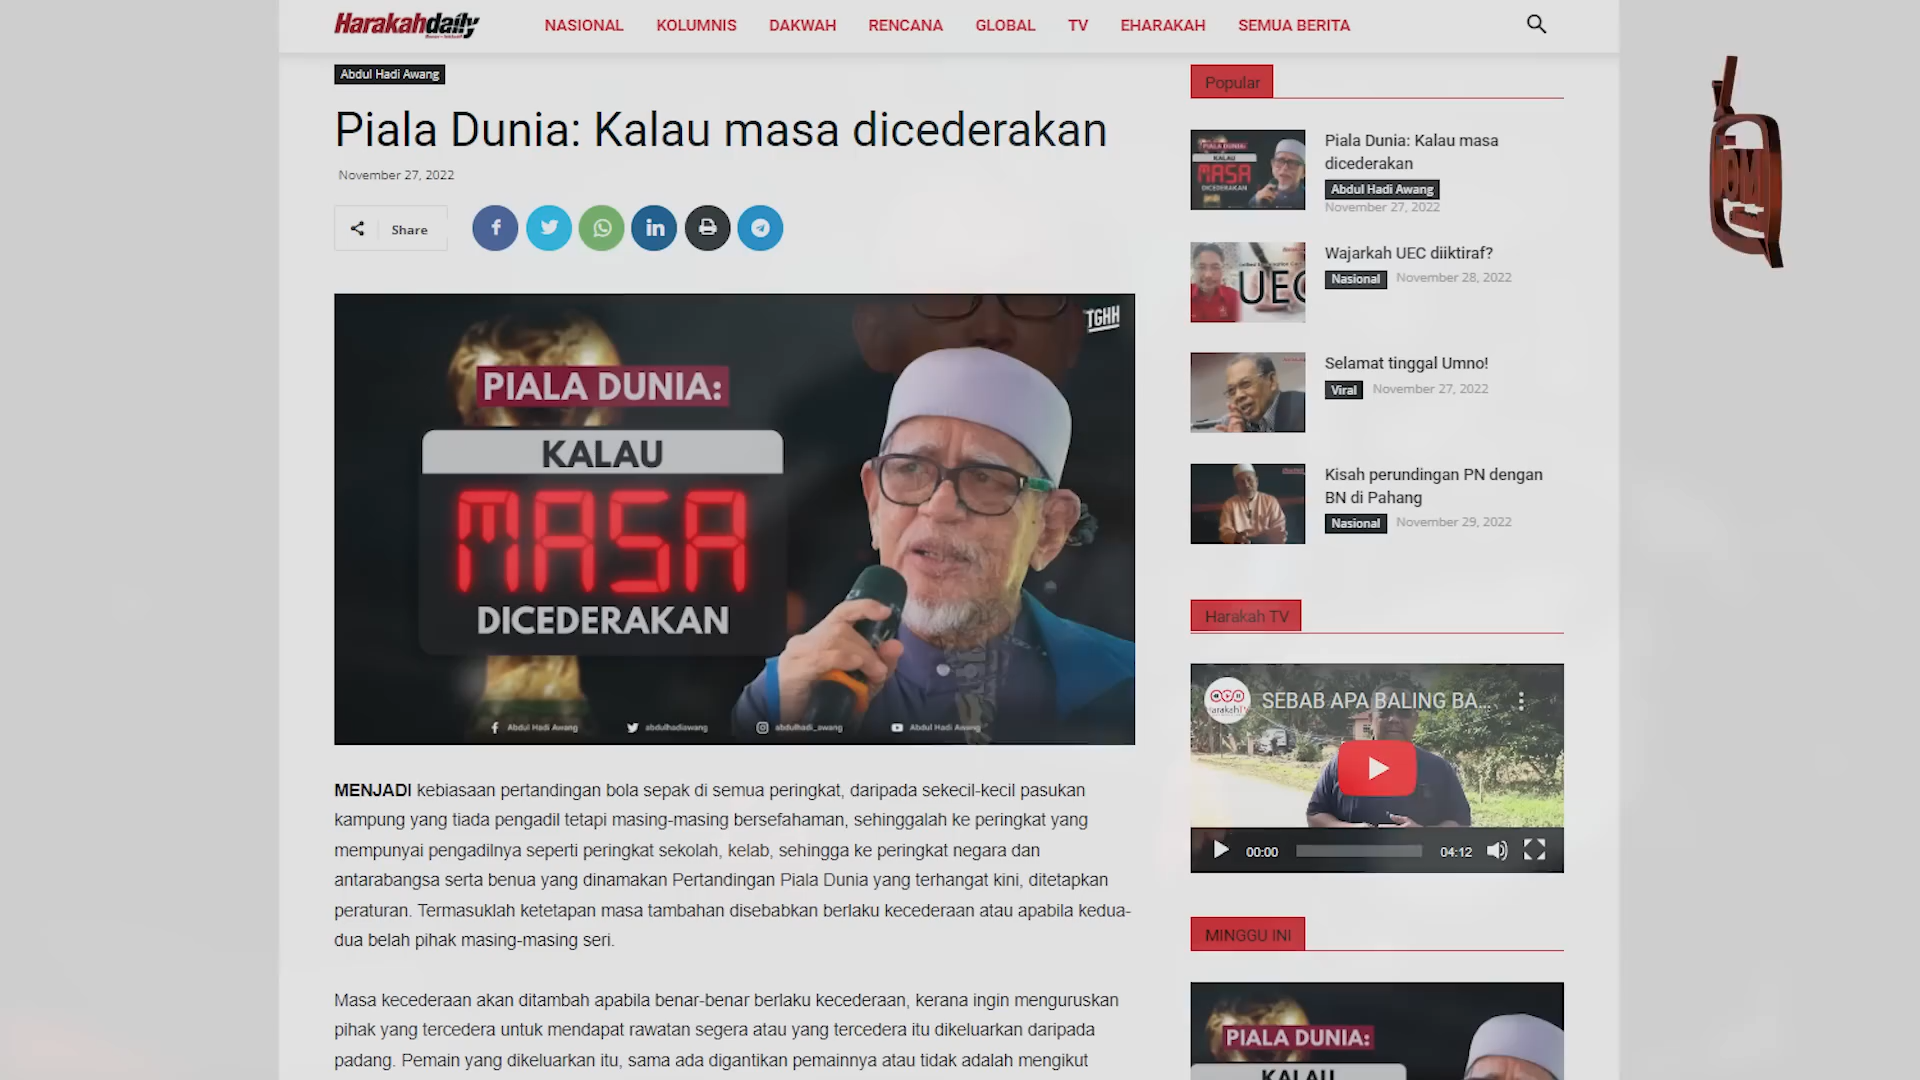 Harakahdaily
NASIONAL KOLUMNIS DAKWAH RENCANA GLOBAL TV EHARAKAH SEMUA BERITA
Abdul Hadi Awang
Piala Dunia: Kalau masa dicederakan
November 27, 2022
Share
TGHH
PIALA DUNIA:
KALAU
MASA
DICEDERAKAN
Abdul Hadi Awang abdulhadiawang abdulhadi_awang Abdul Hadi Awang
MENJADI kebiasaan pertandingan bola sepak di semua peringkat, daripada sekecil-kecil pasukan
kampung yang tiada pengadil tetapi masing-masing bersefahaman, sehinggalah ke peringkat yang
mempunyai pengadilnya seperti peringkat sekolah, kelab, sehingga ke peringkat negara dan
antarabangsa serta benua yang dinamakan Pertandingan Piala Dunia yang terhangat kini, ditetapkan
peraturan. Termasuklah ketetapan masa tambahan disebabkan berlaku kecederaan atau apabila kedua-
dua belah pihak masing-masing seri.
Masa kecederaan akan ditambah apabila benar-benar berlaku kecederaan, kerana ingin menguruskan
pihak yang tercedera untuk mendapat rawatan segera atau yang tercedera itu dikeluarkan daripada
padang. Pemain yang dikeluarkan itu, sama ada digantikan pemainnya atau tidak adalah mengikut
Popular
PIALA DUNIA:
KALAU
MASA
DICEDERAKAN
Piala Dunia: Kalau masa
dicederakan
Abdul Hadi Awang
November 27, 2022
UEC
Wajarkah UEC diiktiraf?
Nasional November 28, 2022
Selamat tinggal Umno!
Viral November 27, 2022
Kisah perundingan PN dengan
BN di Pahang
Nasional November 29, 2022
Harakah TV
SEBAB APA BALING BA...
00:00 04:12
MINGGU INI
PIALA DUNIA:
KALAU